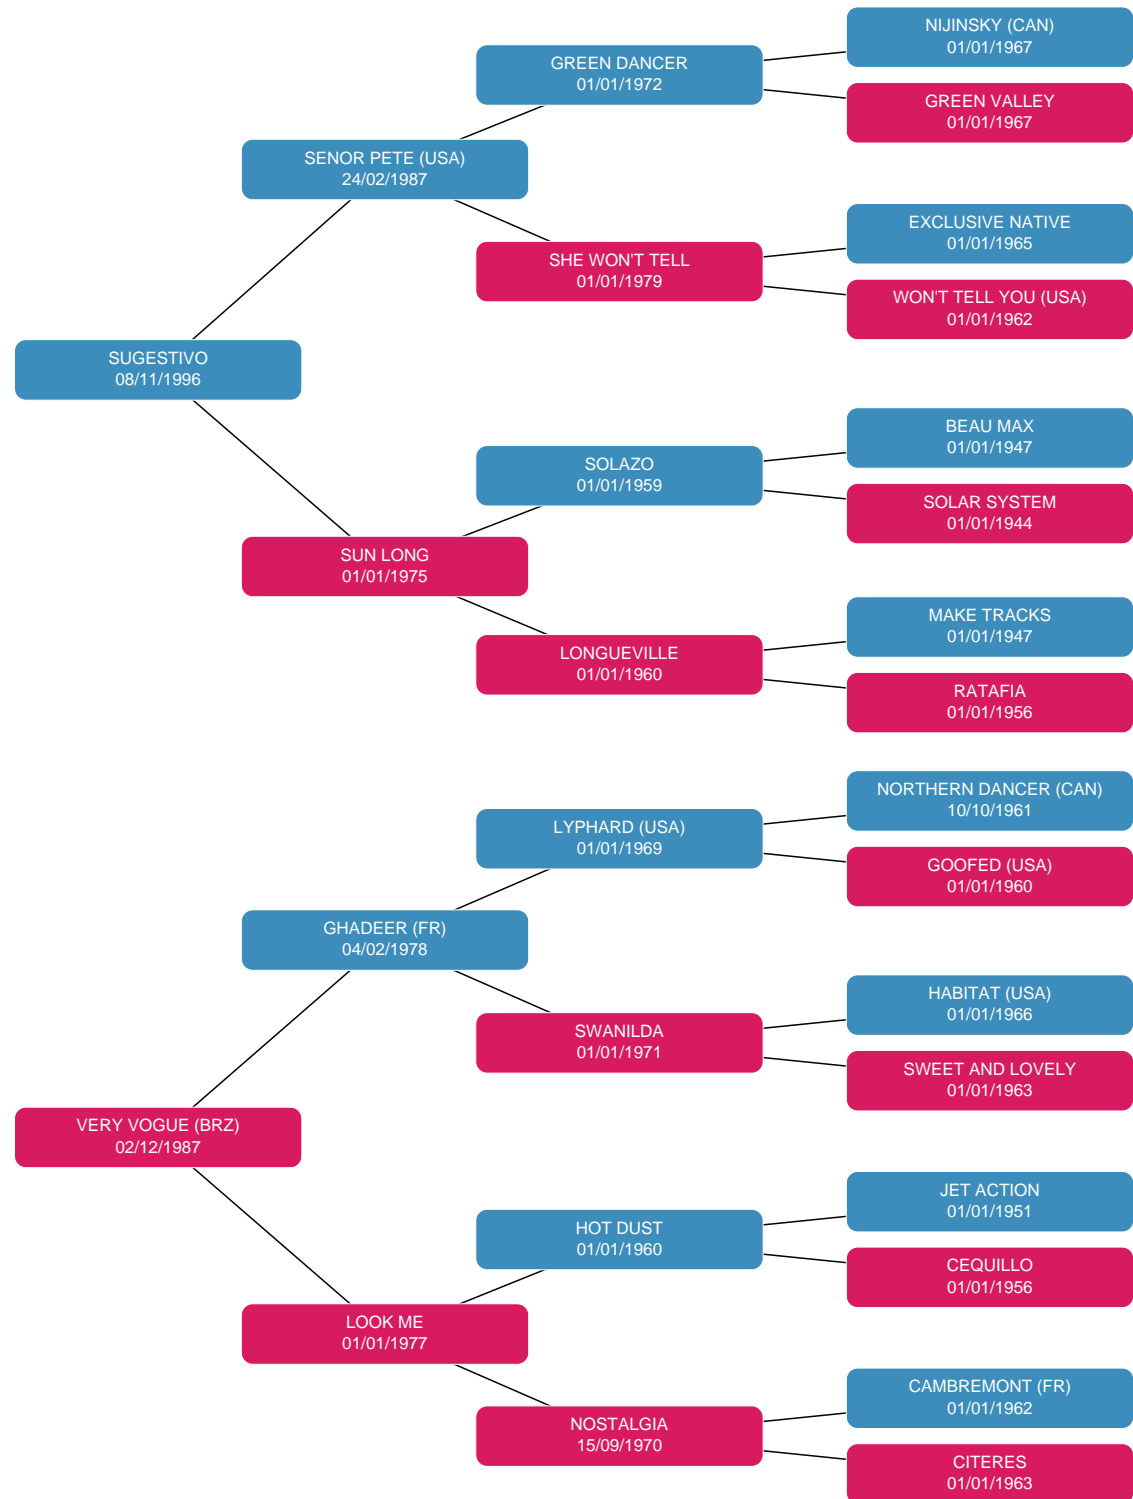 NIJINSKY (CAN)
01/01/1967
GREEN DANCER
01/01/1972
GREEN VALLEY
01/01/1967
SENOR PETE (USA)
24/02/1987
EXCLUSIVE NATIVE
01/01/1965
SHE WON'T TELL
01/01/1979
WON'T TELL YOU (USA)
01/01/1962
SUGESTIVO
08/11/1996
BEAU MAX
01/01/1947
SOLAZO
01/01/1959
SOLAR SYSTEM
01/01/1944
SUN LONG
01/01/1975
MAKE TRACKS
01/01/1947
LONGUEVILLE
01/01/1960
RATAFIA
01/01/1956
NORTHERN DANCER (CAN)
10/10/1961
LYPHARD (USA)
01/01/1969
GOOFED (USA)
01/01/1960
GHADEER (FR)
04/02/1978
HABITAT (USA)
01/01/1966
SWANILDA
01/01/1971
SWEET AND LOVELY
01/01/1963
VERY VOGUE (BRZ)
02/12/1987
JET ACTION
01/01/1951
HOT DUST
01/01/1960
CEQUILLO
01/01/1956
LOOK ME
01/01/1977
CAMBREMONT (FR)
01/01/1962
NOSTALGIA
15/09/1970
CITERES
01/01/1963